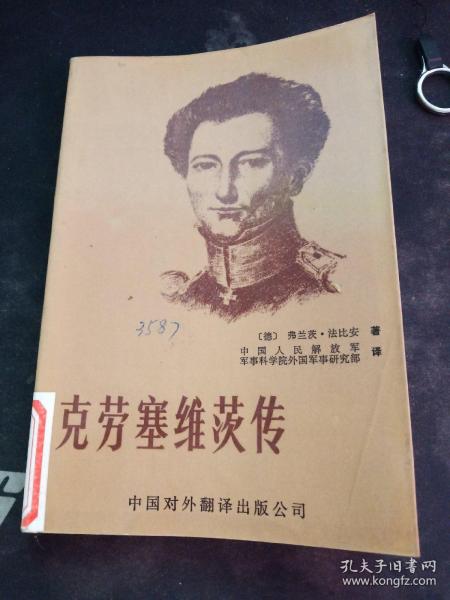 3587
〔德〕 弗兰茨·法比安 著
中国人民解放军
军事科学院外国军事研究部 译
克劳塞维茨传
中国对外翻译出版公司
孔夫子旧书网
www.kongfz.com